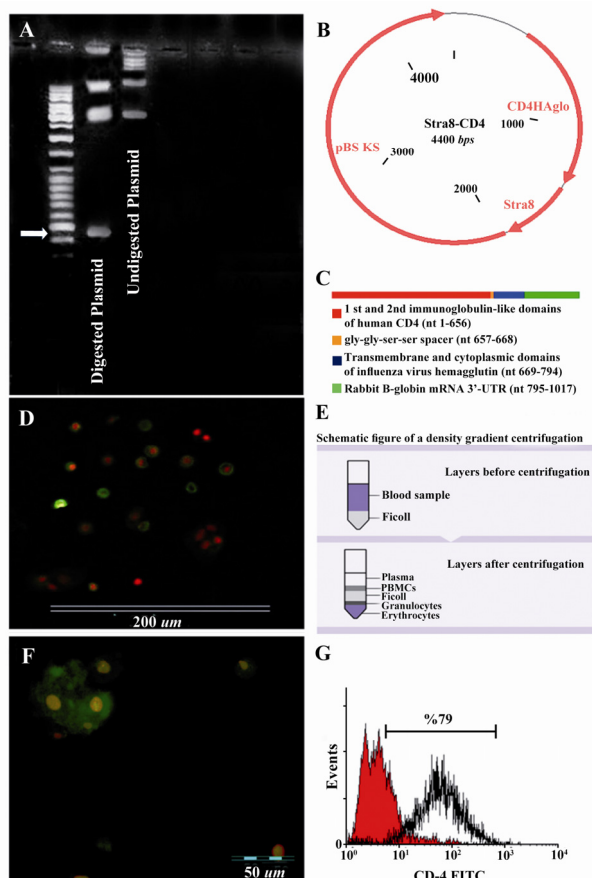 A
Digested Plasmid
Undigested Plasmid
B
4000
Stra8-CD4
4400 bps
CD4HAglo
1000
pBS KS
3000
2000
Stra8
C
1 st and 2nd immunoglobulin-like domains
of human CD4 (nt 1-656)
gly-gly-ser-ser spacer (nt 657-668)
Transmembrane and cytoplasmic domains
of influenza virus hemagglutin (nt 669-794)
Rabbit B-globin mRNA 3'-UTR (nt 795-1017)
D
200 um
E
Schematic figure of a density gradient centrifugation
Layers before centrifugation
Blood sample
Ficoll
Layers after centrifugation
Plasma
PBMCs
Ficoll
Granulocytes
Erythrocytes
F
50 um
G
%79
Events
0
10⁰
10¹
10²
10³
10⁴
CD-4 FITC